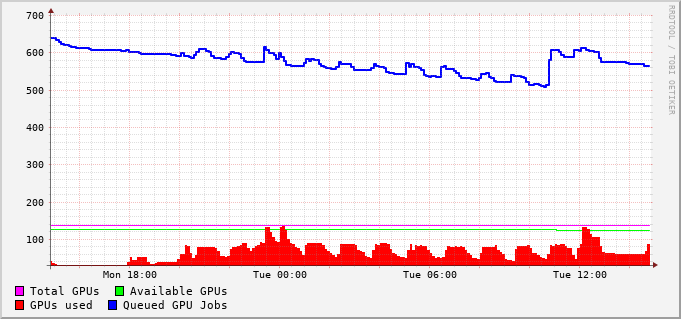 700
600
500
400
300
200
100
Mon 18:00 Tue 00:00 Tue 06:00 Tue 12:00
Total GPUs Available GPUs
GPUs used Queued GPU Jobs
RRDTOOL / TOBI OETIKER